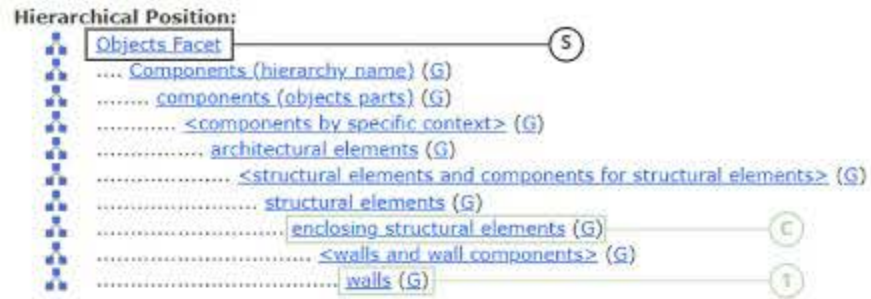 Hierarchical Position:
Objects Facet S
.... Components (hierarchy name) (G)
........ components (objects parts) (G)
............ <components by specific context> (G)
................ architectural elements (G)
.................... <structural elements and components for structural elements> (G)
........................ structural elements (G)
............................ enclosing structural elements (G) C
................................ <walls and wall components> (G)
.................................... walls (G) 1